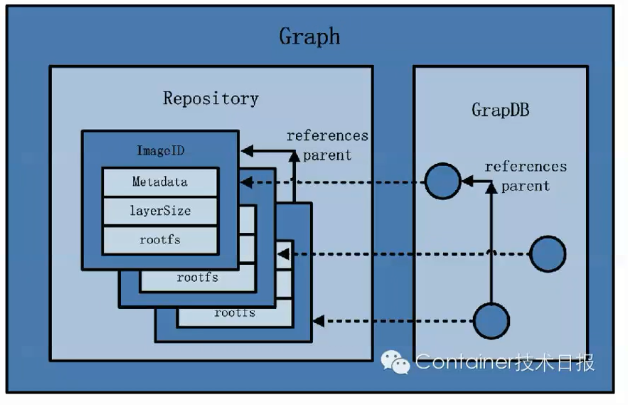 Graph
Repository
GrapDB
references
parent
ImageID
Metadata
layerSize
rootfs
references
parent
rootfs
rootfs
Container技术日报